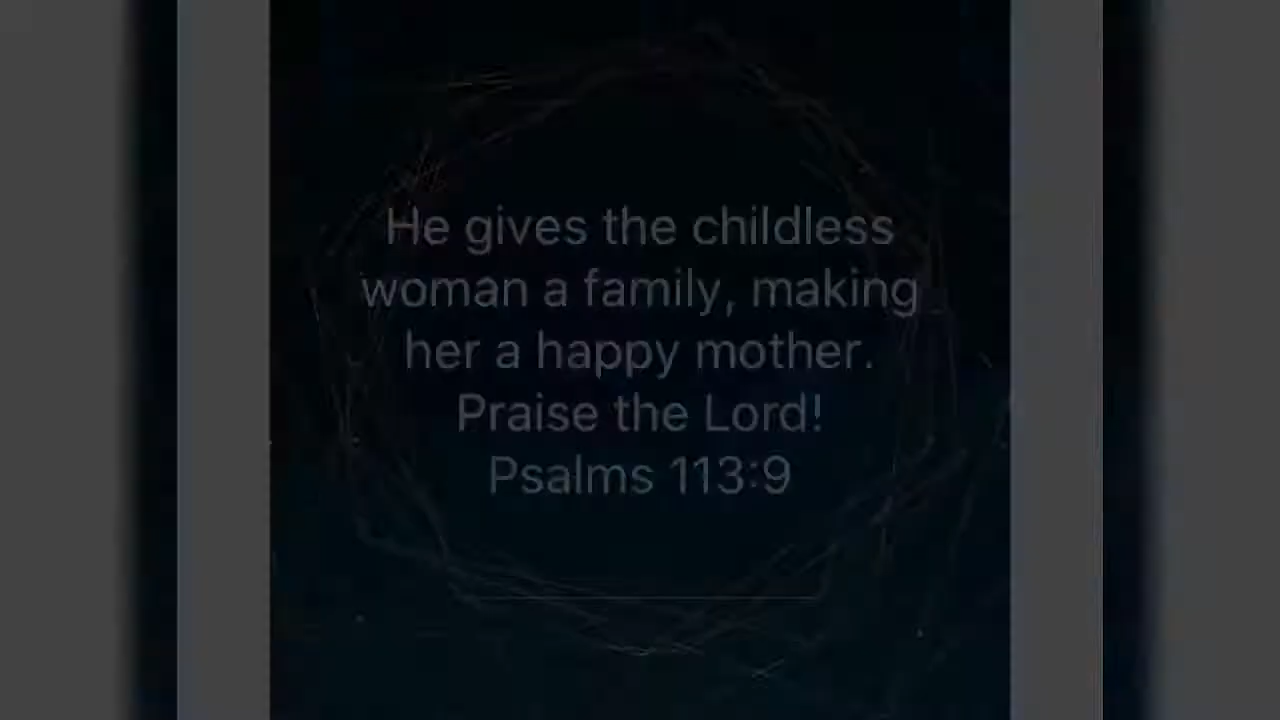 He gives the childless
woman a family, making
her a happy mother.
Praise the Lord!
Psalms 113:9